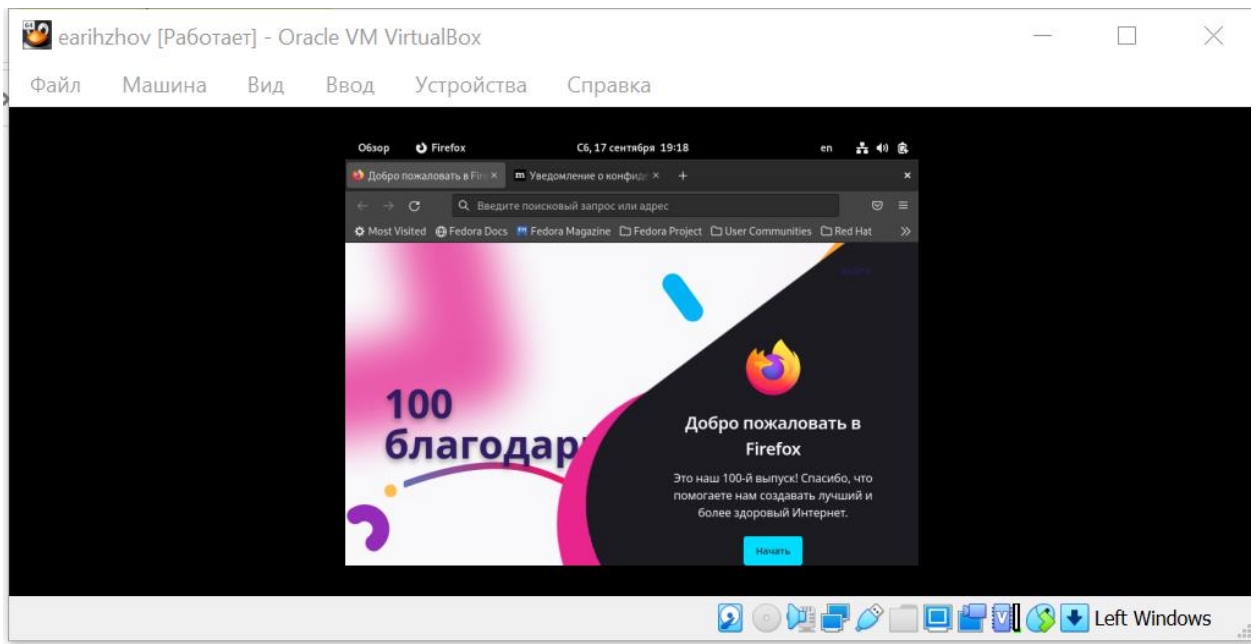 earihzhov [Работает] - Oracle VM VirtualBox
Файл Машина Вид Ввод Устройства Справка
Обзор Firefox Сб, 17 сентября 19:18 en
Добро пожаловать в Fire × m Уведомление о конфиде × + ×
Введите поисковый запрос или адрес
Most Visited Fedora Docs Fedora Magazine Fedora Project User Communities Red Hat »
100
благодар
Добро пожаловать в
Firefox
Это наш 100-й выпуск! Спасибо, что
помогаете нам создавать лучший и
более здоровый Интернет.
Начать
Left Windows